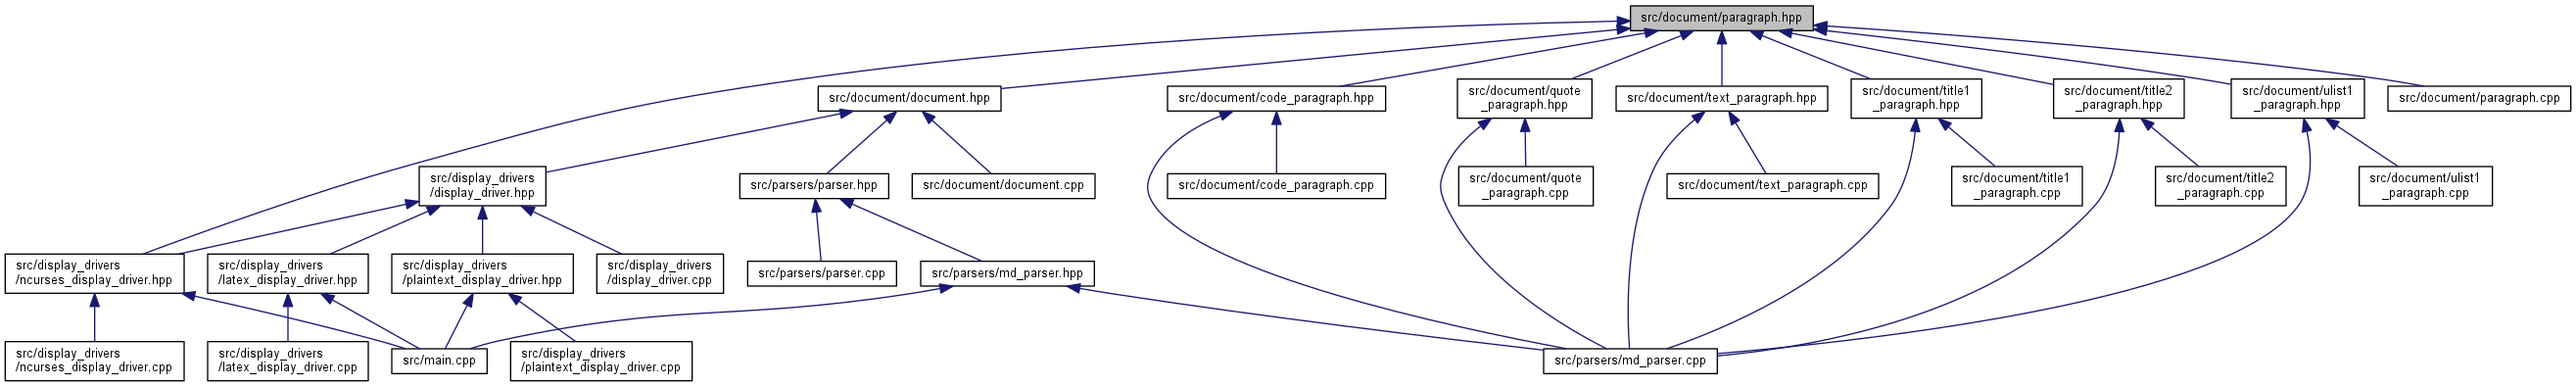 src/document/paragraph.hpp
src/document/document.hpp
src/document/code_paragraph.hpp
src/document/quote
_paragraph.hpp
src/document/text_paragraph.hpp
src/document/title1
_paragraph.hpp
src/document/title2
_paragraph.hpp
src/document/ulist1
_paragraph.hpp
src/document/paragraph.cpp
src/display_drivers
/display_driver.hpp
src/parsers/parser.hpp
src/document/document.cpp
src/document/code_paragraph.cpp
src/document/quote
_paragraph.cpp
src/document/text_paragraph.cpp
src/document/title1
_paragraph.cpp
src/document/title2
_paragraph.cpp
src/document/ulist1
_paragraph.cpp
src/display_drivers
/ncurses_display_driver.hpp
src/display_drivers
/latex_display_driver.hpp
src/display_drivers
/plaintext_display_driver.hpp
src/display_drivers
/display_driver.cpp
src/parsers/parser.cpp
src/parsers/md_parser.hpp
src/display_drivers
/ncurses_display_driver.cpp
src/display_drivers
/latex_display_driver.cpp
src/main.cpp
src/display_drivers
/plaintext_display_driver.cpp
src/parsers/md_parser.cpp